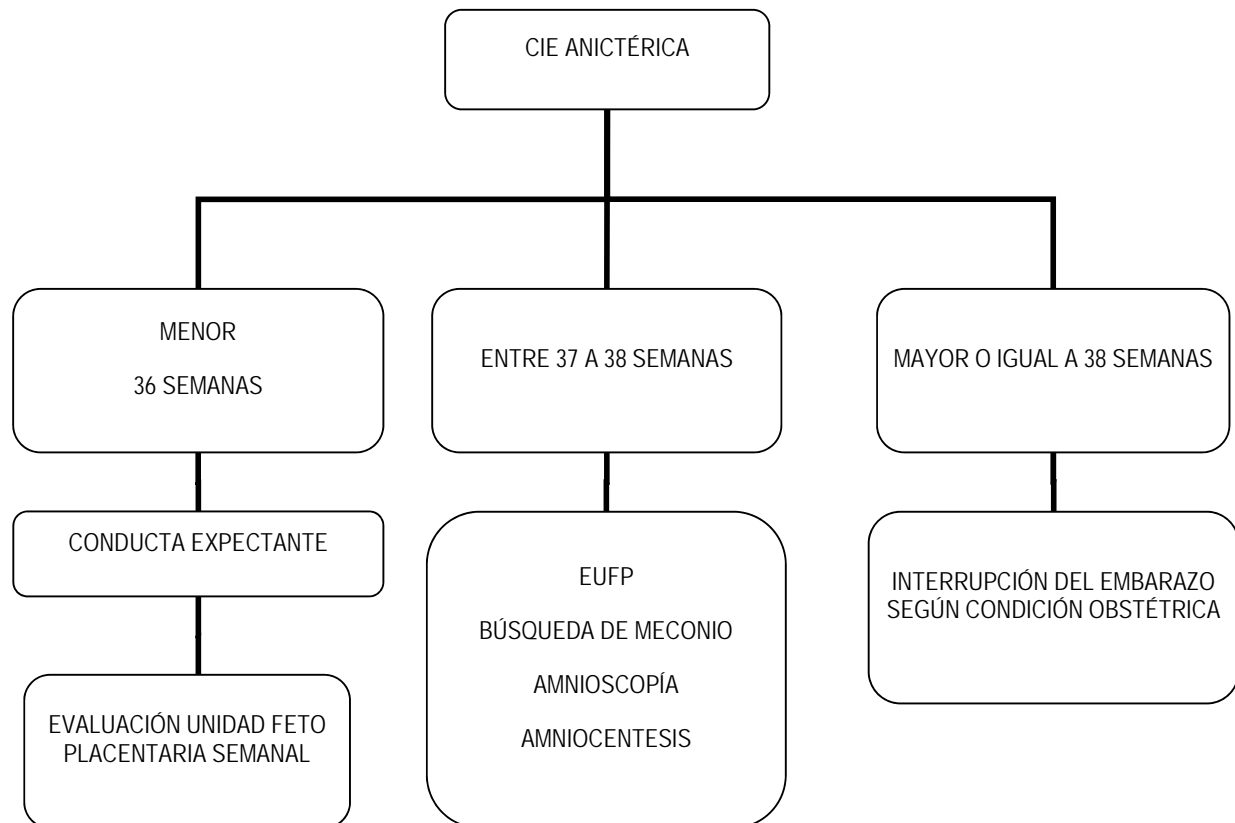 CIE ANICTÉRICA
MENOR
36 SEMANAS
ENTRE 37 A 38 SEMANAS
MAYOR O IGUAL A 38 SEMANAS
CONDUCTA EXPECTANTE
EUFP
BÚSQUEDA DE MECONIO
AMNIOSCOPÍA
AMNIOCENTESIS
INTERRUPCIÓN DEL EMBARAZO
SEGÚN CONDICIÓN OBSTÉTRICA
EVALUACIÓN UNIDAD FETO
PLACENTARIA SEMANAL